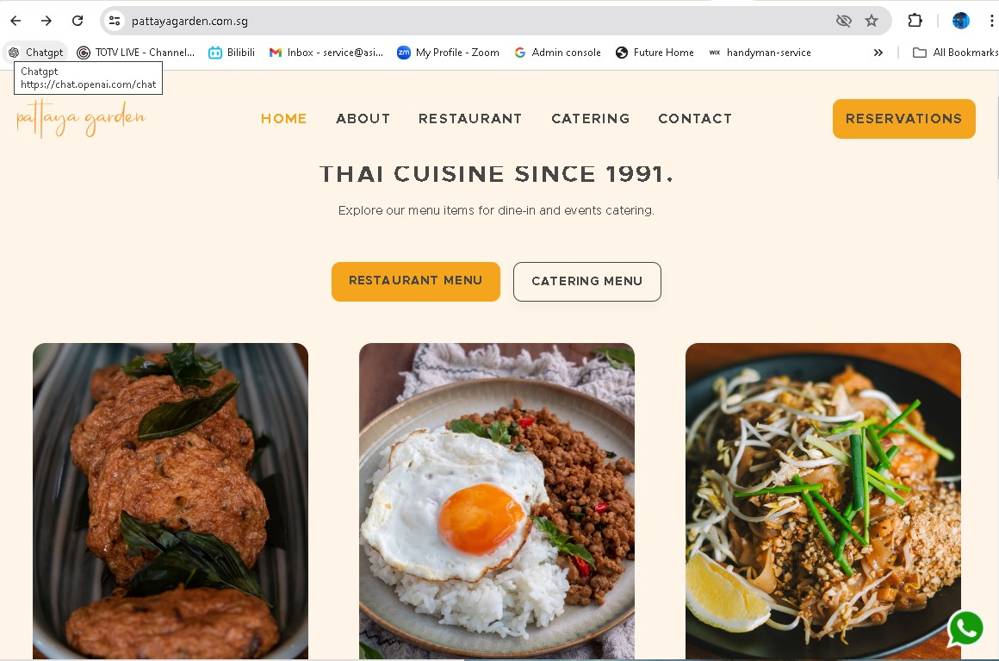 pattayagarden.com.sg
Chatgpt
TOTV LIVE - Channel...
Bilibili
Inbox - service@asi...
zm My Profile - Zoom
G Admin console
Future Home
WIX handyman-service
»
All Bookmarks
Chatgpt
https://chat.openai.com/chat
pattaya garden
HOME
ABOUT
RESTAURANT
CATERING
CONTACT
RESERVATIONS
THAI CUISINE SINCE 1991.
Explore our menu items for dine-in and events catering.
RESTAURANT MENU
CATERING MENU